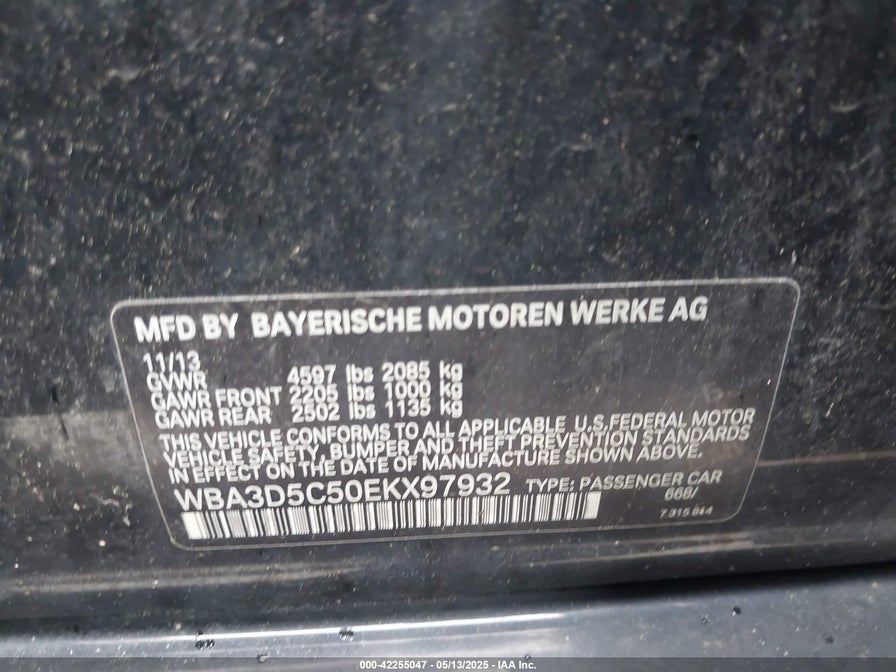 MFD BY BAYERISCHE MOTOREN WERKE AG
11/13
GVWR 4597 lbs 2085 kg
GAWR FRONT 2205 lbs 1000 kg
GAWR REAR 2502 lbs 1135 kg
THIS VEHICLE CONFORMS TO ALL APPLICABLE U.S.FEDERAL MOTOR
VEHICLE SAFETY, BUMPER AND THEFT PREVENTION STANDARDS
IN EFFECT ON THE DATE OF MANUFACTURE SHOWN ABOVE.
WBA3D5C50EKX97932 TYPE: PASSENGER CAR
668/
7 315 844
000-42255047 - 05/13/2025 - IAA Inc.